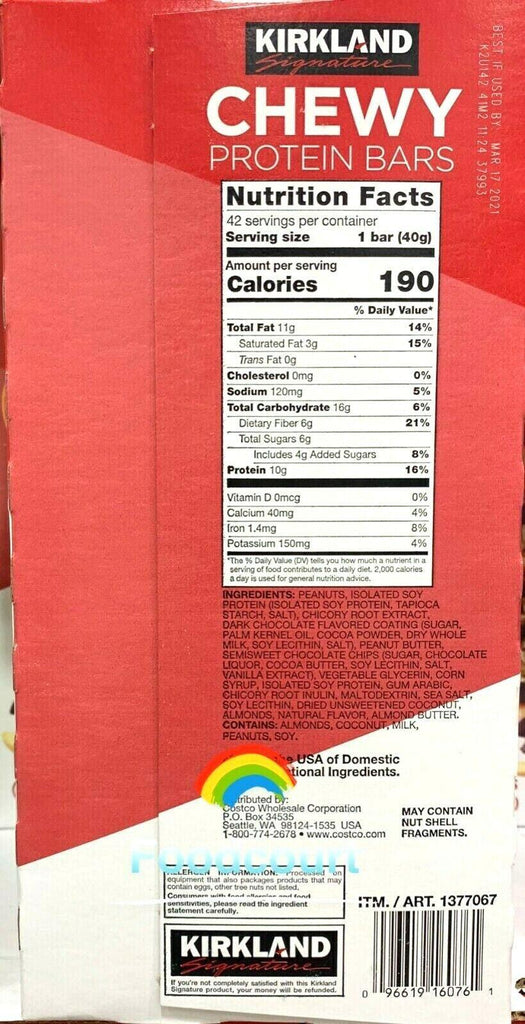 KIRKLAND
Signature
CHEWY
PROTEIN BARS
BEST IF USED BY MAR 17 2021
K20142 41M2 11:24 37993
Nutrition Facts
42 servings per container
Serving size 1 bar (40g)
Amount per serving
Calories 190
% Daily Value*
Total Fat 11g 14%
Saturated Fat 3g 15%
Trans Fat 0g
Cholesterol 0mg 0%
Sodium 120mg 5%
Total Carbohydrate 16g 6%
Dietary Fiber 6g 21%
Total Sugars 6g
Includes 4g Added Sugars 8%
Protein 10g 16%
Vitamin D 0mcg 0%
Calcium 40mg 4%
Iron 1.4mg 8%
Potassium 150mg 4%
*The % Daily Value (DV) tells you how much a nutrient in a
serving of food contributes to a daily diet. 2,000 calories
a day is used for general nutrition advice.
INGREDIENTS: PEANUTS, ISOLATED SOY
PROTEIN (ISOLATED SOY PROTEIN, TAPIOCA
STARCH, SALT), CHICORY ROOT EXTRACT,
DARK CHOCOLATE FLAVORED COATING (SUGAR,
PALM KERNEL OIL, COCOA POWDER, DRY WHOLE
MILK, SOY LECITHIN, SALT), PEANUT BUTTER,
SEMISWEET CHOCOLATE CHIPS (SUGAR, CHOCOLATE
LIQUOR, COCOA BUTTER, SOY LECITHIN, SALT,
VANILLA EXTRACT), VEGETABLE GLYCERIN, CORN
SYRUP, ISOLATED SOY PROTEIN, GUM ARABIC,
CHICORY ROOT INULIN, MALTODEXTRIN, SEA SALT,
SOY LECITHIN, DRIED UNSWEETENED COCONUT,
ALMONDS, NATURAL FLAVOR, ALMOND BUTTER.
CONTAINS: ALMONDS, COCONUT, MILK,
PEANUTS, SOY.
USA of Domestic
Ingredients.
by:
Costco Wholesale Corporation
P.O. Box 34535
Seattle, WA 98124-1535 USA
1-800-774-2678 • www.costco.com
MAY CONTAIN
NUT SHELL
FRAGMENTS.
ALLERGEN INFORMATION: Processed on
equipment that also packages products that may
contain eggs, other tree nuts not listed.
Consumers with food allergies and food
sensitivities, please read the ingredient
statement carefully.
ITM. / ART. 1377067
KIRKLAND
Signature
If you're not completely satisfied with this Kirkland
Signature product, your money will be refunded.
0 96619 16076 1